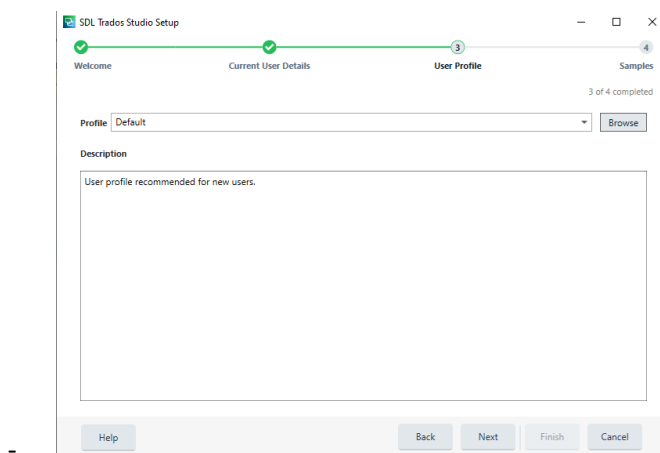 SDL Trados Studio Setup
3
4
Welcome
Current User Details
User Profile
Samples
3 of 4 completed
Profile
Default
Browse
Description
User profile recommended for new users.
Help
Back
Next
Finish
Cancel
-